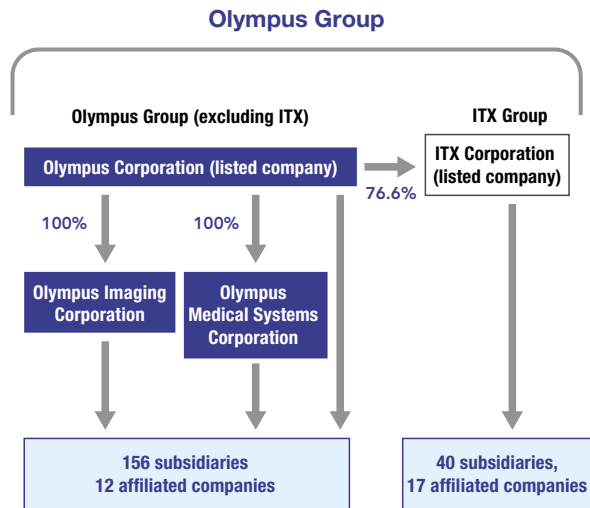 Olympus Group
Olympus Group (excluding ITX)
ITX Group
Olympus Corporation (listed company)
76.6%
ITX Corporation
(listed company)
100%
100%
Olympus Imaging
Corporation
Olympus
Medical Systems
Corporation
156 subsidiaries
12 affiliated companies
40 subsidiaries,
17 affiliated companies